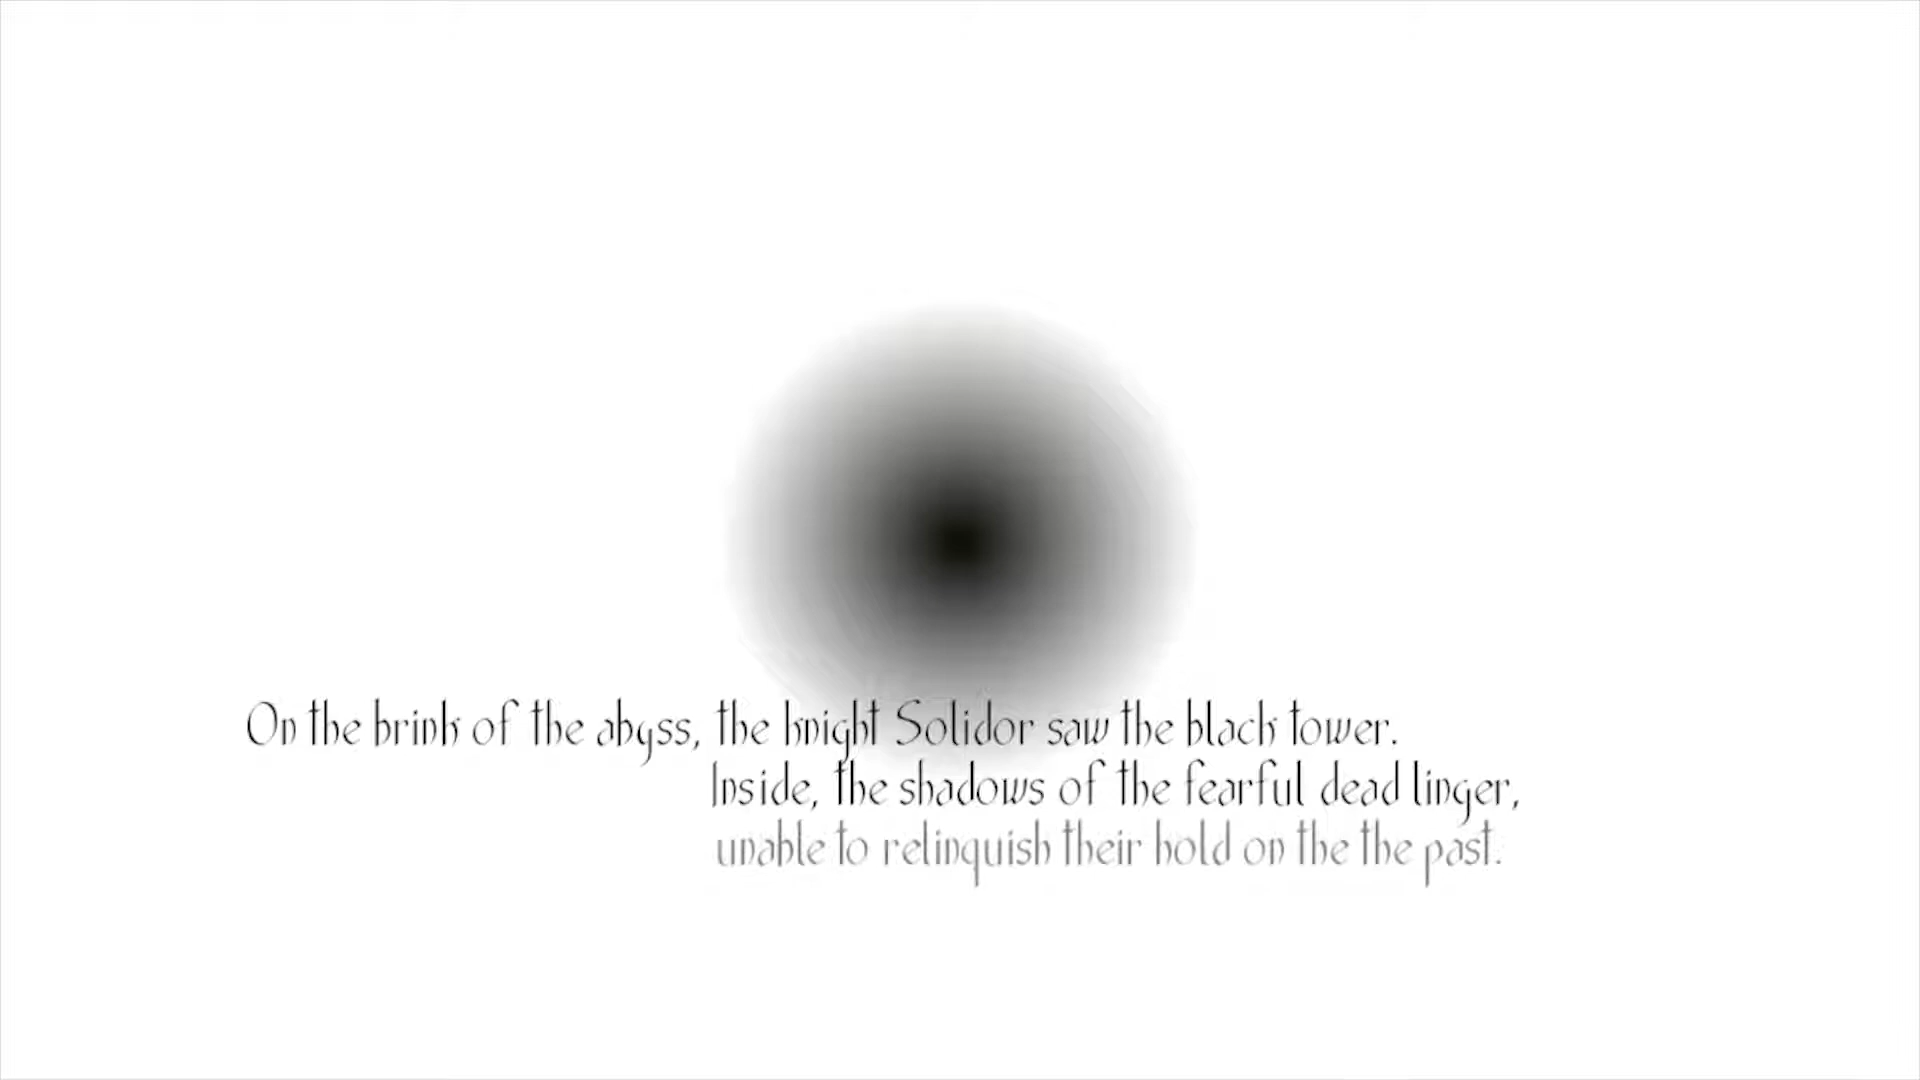 On the brink of the abyss, the knight Solidor saw the black tower.
Inside, the shadows of the fearful dead linger,
unable to relinquish their hold on the the past.